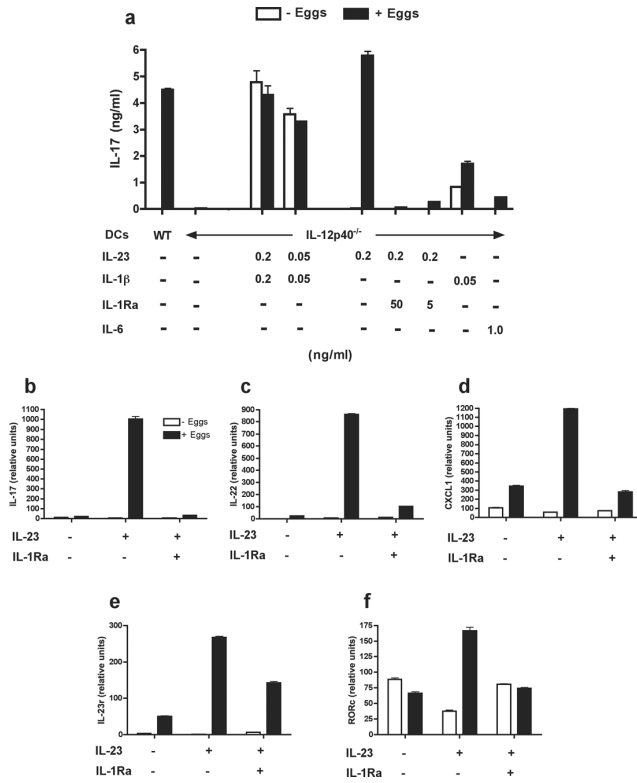 - Eggs + Eggs
a
IL-17 (ng/ml)
6
5
4
3
2
1
0
DCs WT IL-12p40-/-
IL-23 - - 0.2 0.05 0.2 0.2 0.2 - -
IL-1β - - 0.2 0.05 - - - 0.05 -
IL-1Ra - - - - - 50 5 - -
IL-6 - - - - - - - - 1.0
(ng/ml)
b
IL-17 (relative units)
1100
1000
900
800
700
600
500
400
300
200
100
0
- Eggs
+ Eggs
IL-23 - + +
IL-1Ra - - +
c
IL-22 (relative units)
900
800
700
600
500
400
300
200
100
0
IL-23 - + +
IL-1Ra - - +
d
CXCL1 (relative units)
1200
1100
1000
900
800
700
600
500
400
300
200
100
0
IL-23 - + +
IL-1Ra - - +
e
IL-23r (relative units)
300
200
100
0
IL-23 - + +
IL-1Ra - - +
f
RORc (relative units)
175
150
125
100
75
50
25
0
IL-23 - + +
IL-1Ra - - +